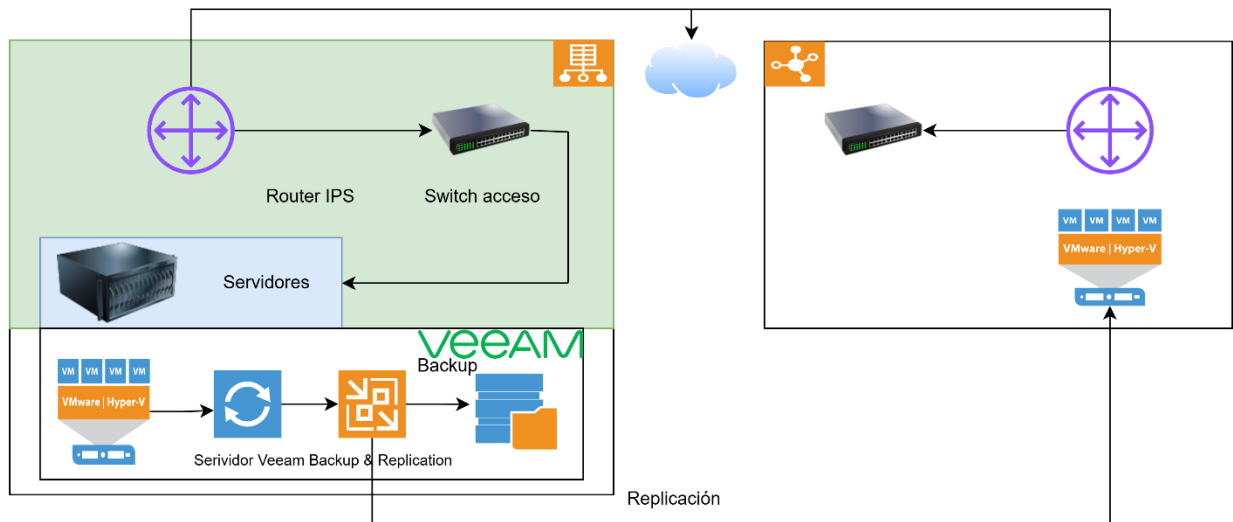 Router IPS
Switch acceso
VM VM VM VM
VMware | Hyper-V
Servidores
veeAM
Backup
VM VM VM VM
VMware | Hyper-V
Serividor Veeam Backup & Replication
Replicación